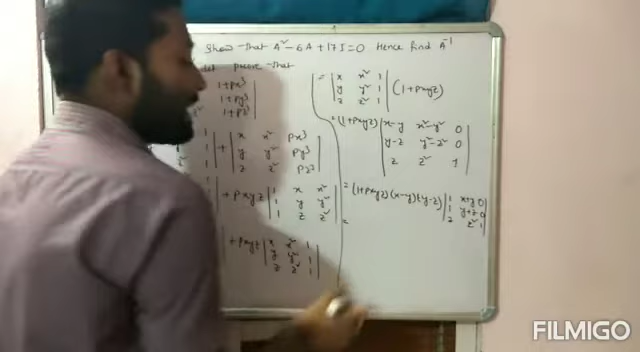 Show that A² - 6A + 17I = 0 Hence find A⁻¹
prove that
1+px³
1+py³
1+pz³
1 + | x x² px³
1 y y² py³
1 z z² pz³ |
+ pxyz | 1 x x²
1 y y²
1 z z² |
+ pxyz | x x² 1
y y² 1
z z² 1 |
= | x x² 1
y y² 1
z z² 1 | (1+pxyz)
= (1+pxyz) | x-y x²-y² 0
y-z y²-z² 0
z z² 1 |
= (1+pxyz)(x-y)(y-z) | 1 x+y 0
1 y+z 0
z z² 1 |
=
FILMIGO